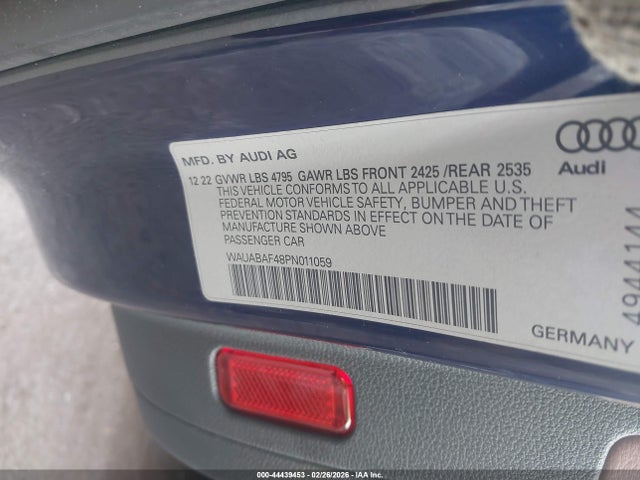 MFD. BY AUDI AG
12 22 GVWR LBS 4795 GAWR LBS FRONT 2425 /REAR 2535
THIS VEHICLE CONFORMS TO ALL APPLICABLE U.S.
FEDERAL MOTOR VEHICLE SAFETY, BUMPER AND THEFT
PREVENTION STANDARDS IN EFFECT ON THE DATE OF
MANUFACTURE SHOWN ABOVE
PASSENGER CAR
WAUABAF48PN011059
Audi
49441144
GERMANY
000-44439453 - 02/26/2026 - IAAI, Inc.